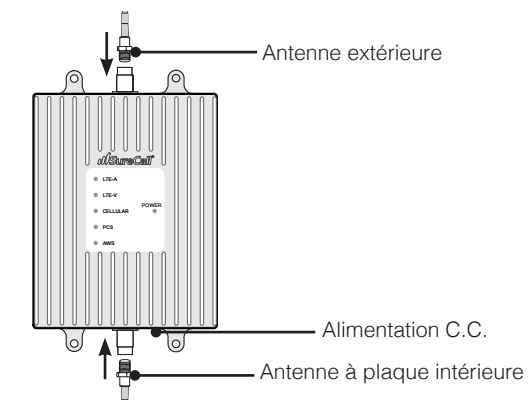 Antenne extérieure
SureCall
LTE-A
LTE-V
POWER
CELLULAR
PCS
AWS
Alimentation C.C.
Antenne à plaque intérieure